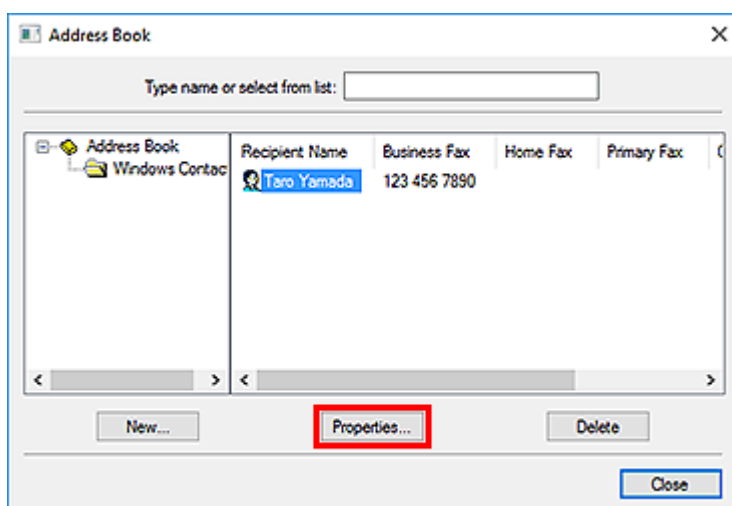 Address Book
Type name or select from list:
Address Book
Windows Contac
Recipient Name Business Fax Home Fax Primary Fax
Taro Yamada 123 456 7890
New... Properties... Delete
Close